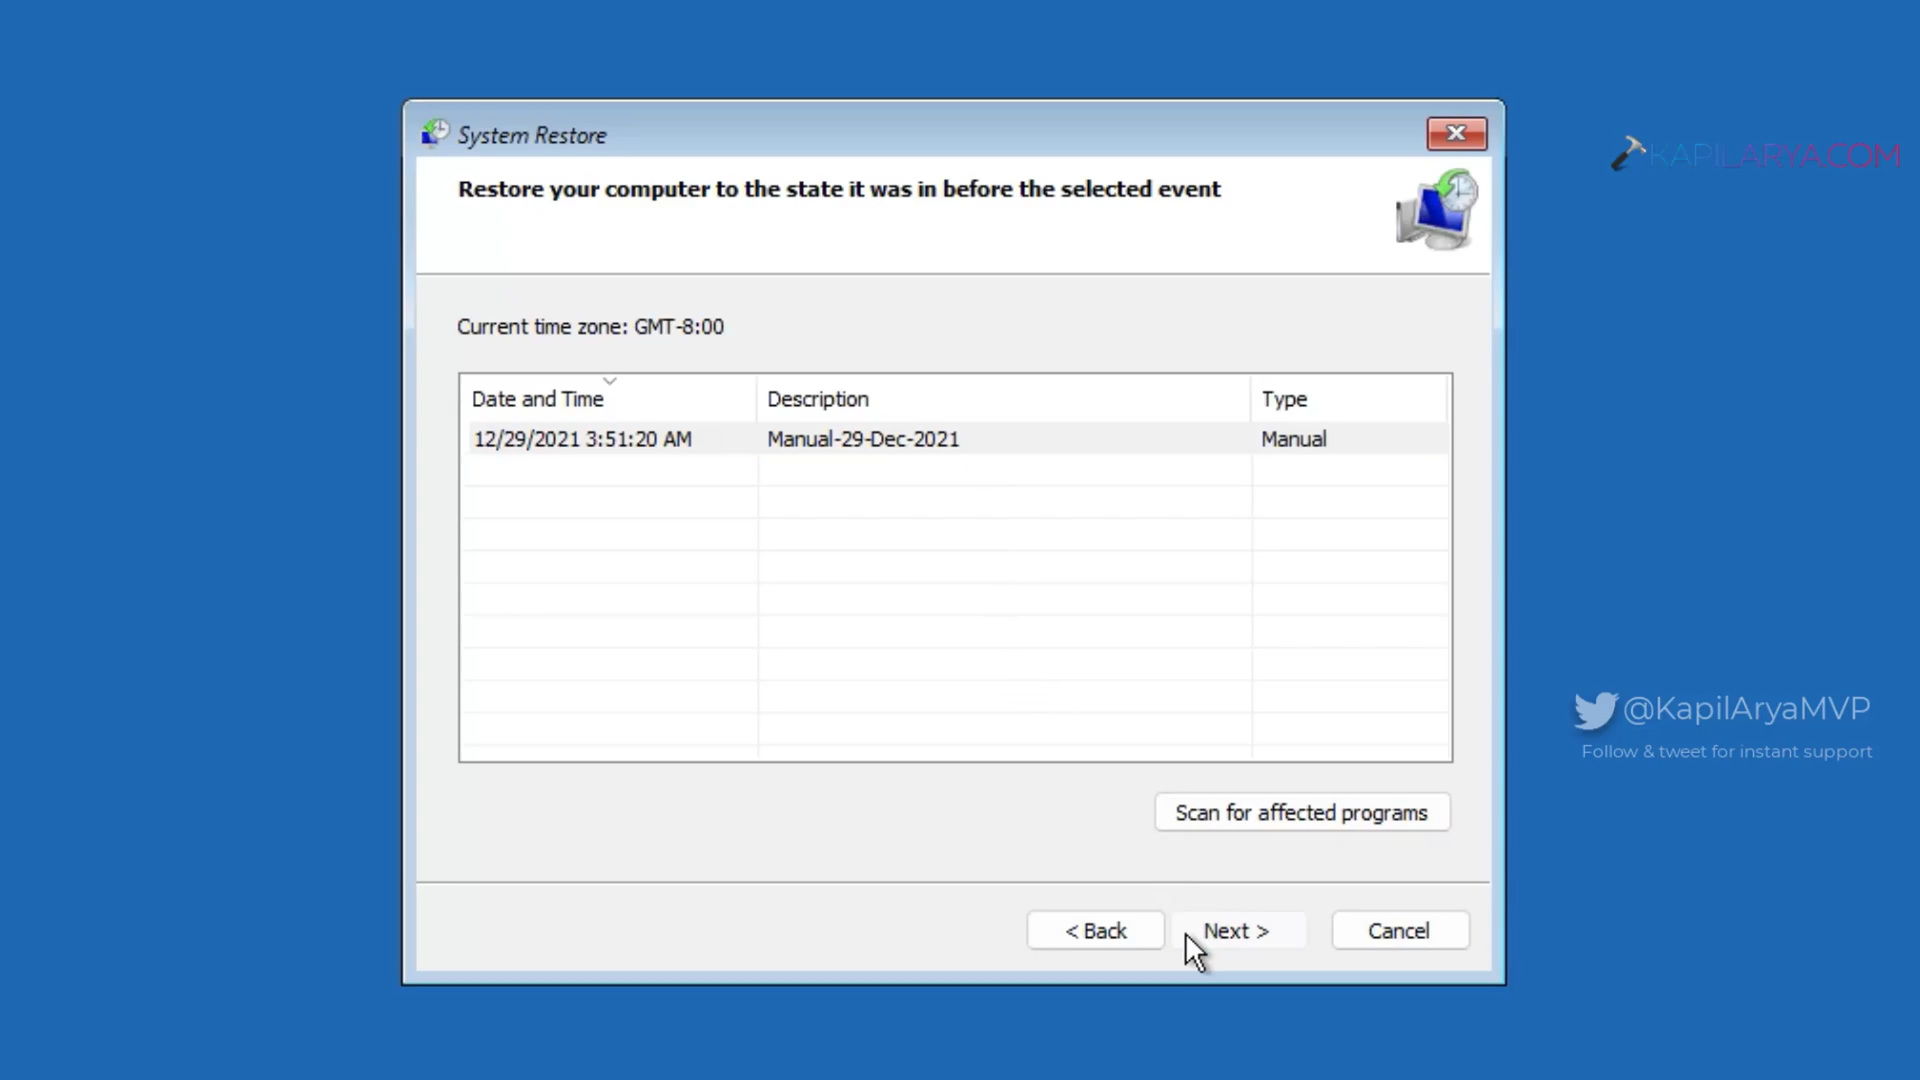 System Restore
Restore your computer to the state it was in before the selected event
KAPILARYA.COM
Current time zone: GMT-8:00
Date and Time Description Type
12/29/2021 3:51:20 AM Manual-29-Dec-2021 Manual
@KapilAryaMVP
Follow & tweet for instant support
Scan for affected programs
< Back Next > Cancel